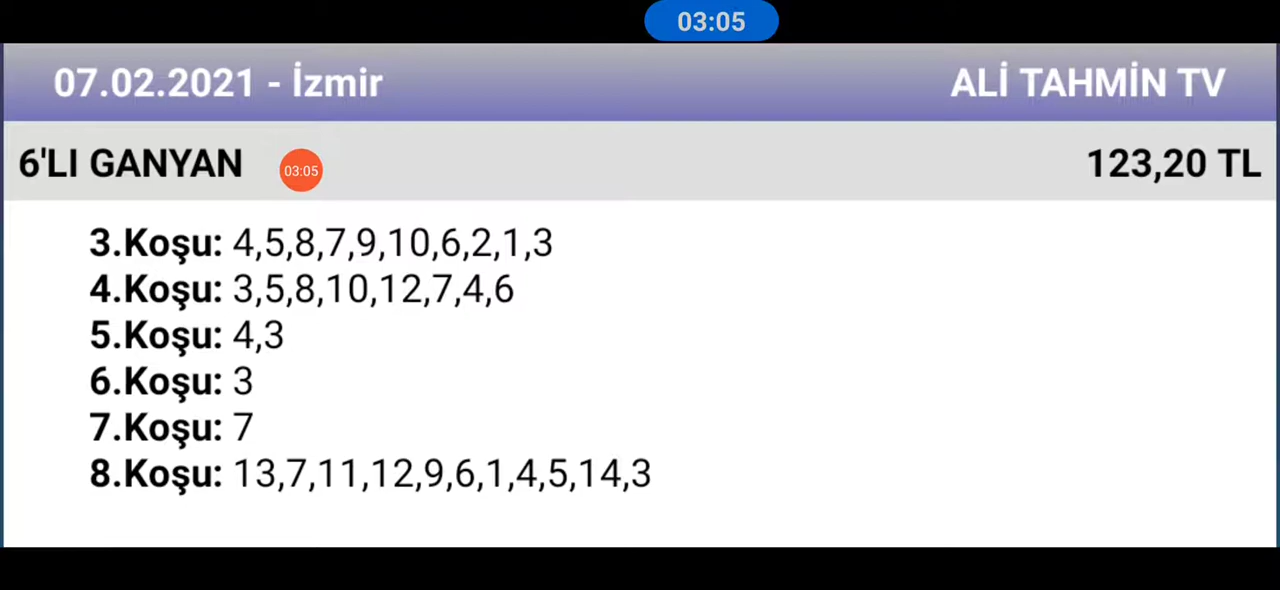 03:05
07.02.2021 - İzmir ALİ TAHMİN TV
6'LI GANYAN 03:05 123,20 TL
3.Koşu: 4,5,8,7,9,10,6,2,1,3
4.Koşu: 3,5,8,10,12,7,4,6
5.Koşu: 4,3
6.Koşu: 3
7.Koşu: 7
8.Koşu: 13,7,11,12,9,6,1,4,5,14,3